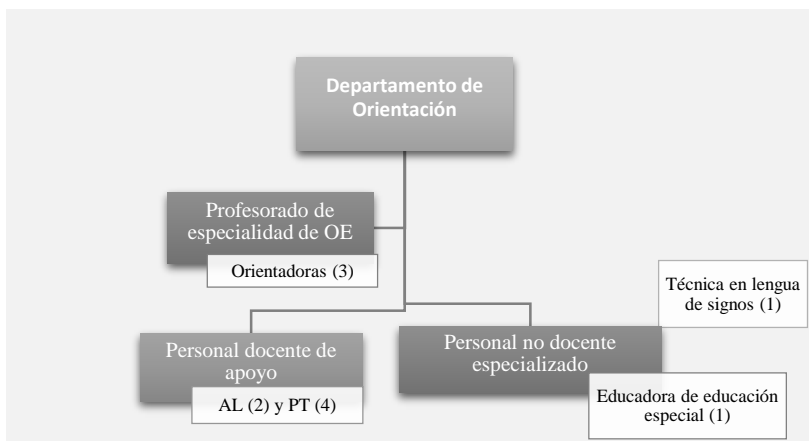 Departamento de
Orientación
Profesorado de
especialidad de OE
Orientadoras (3)
Técnica en lengua
de signos (1)
Personal docente de
apoyo
AL (2) y PT (4)
Personal no docente
especializado
Educadora de educación
especial (1)